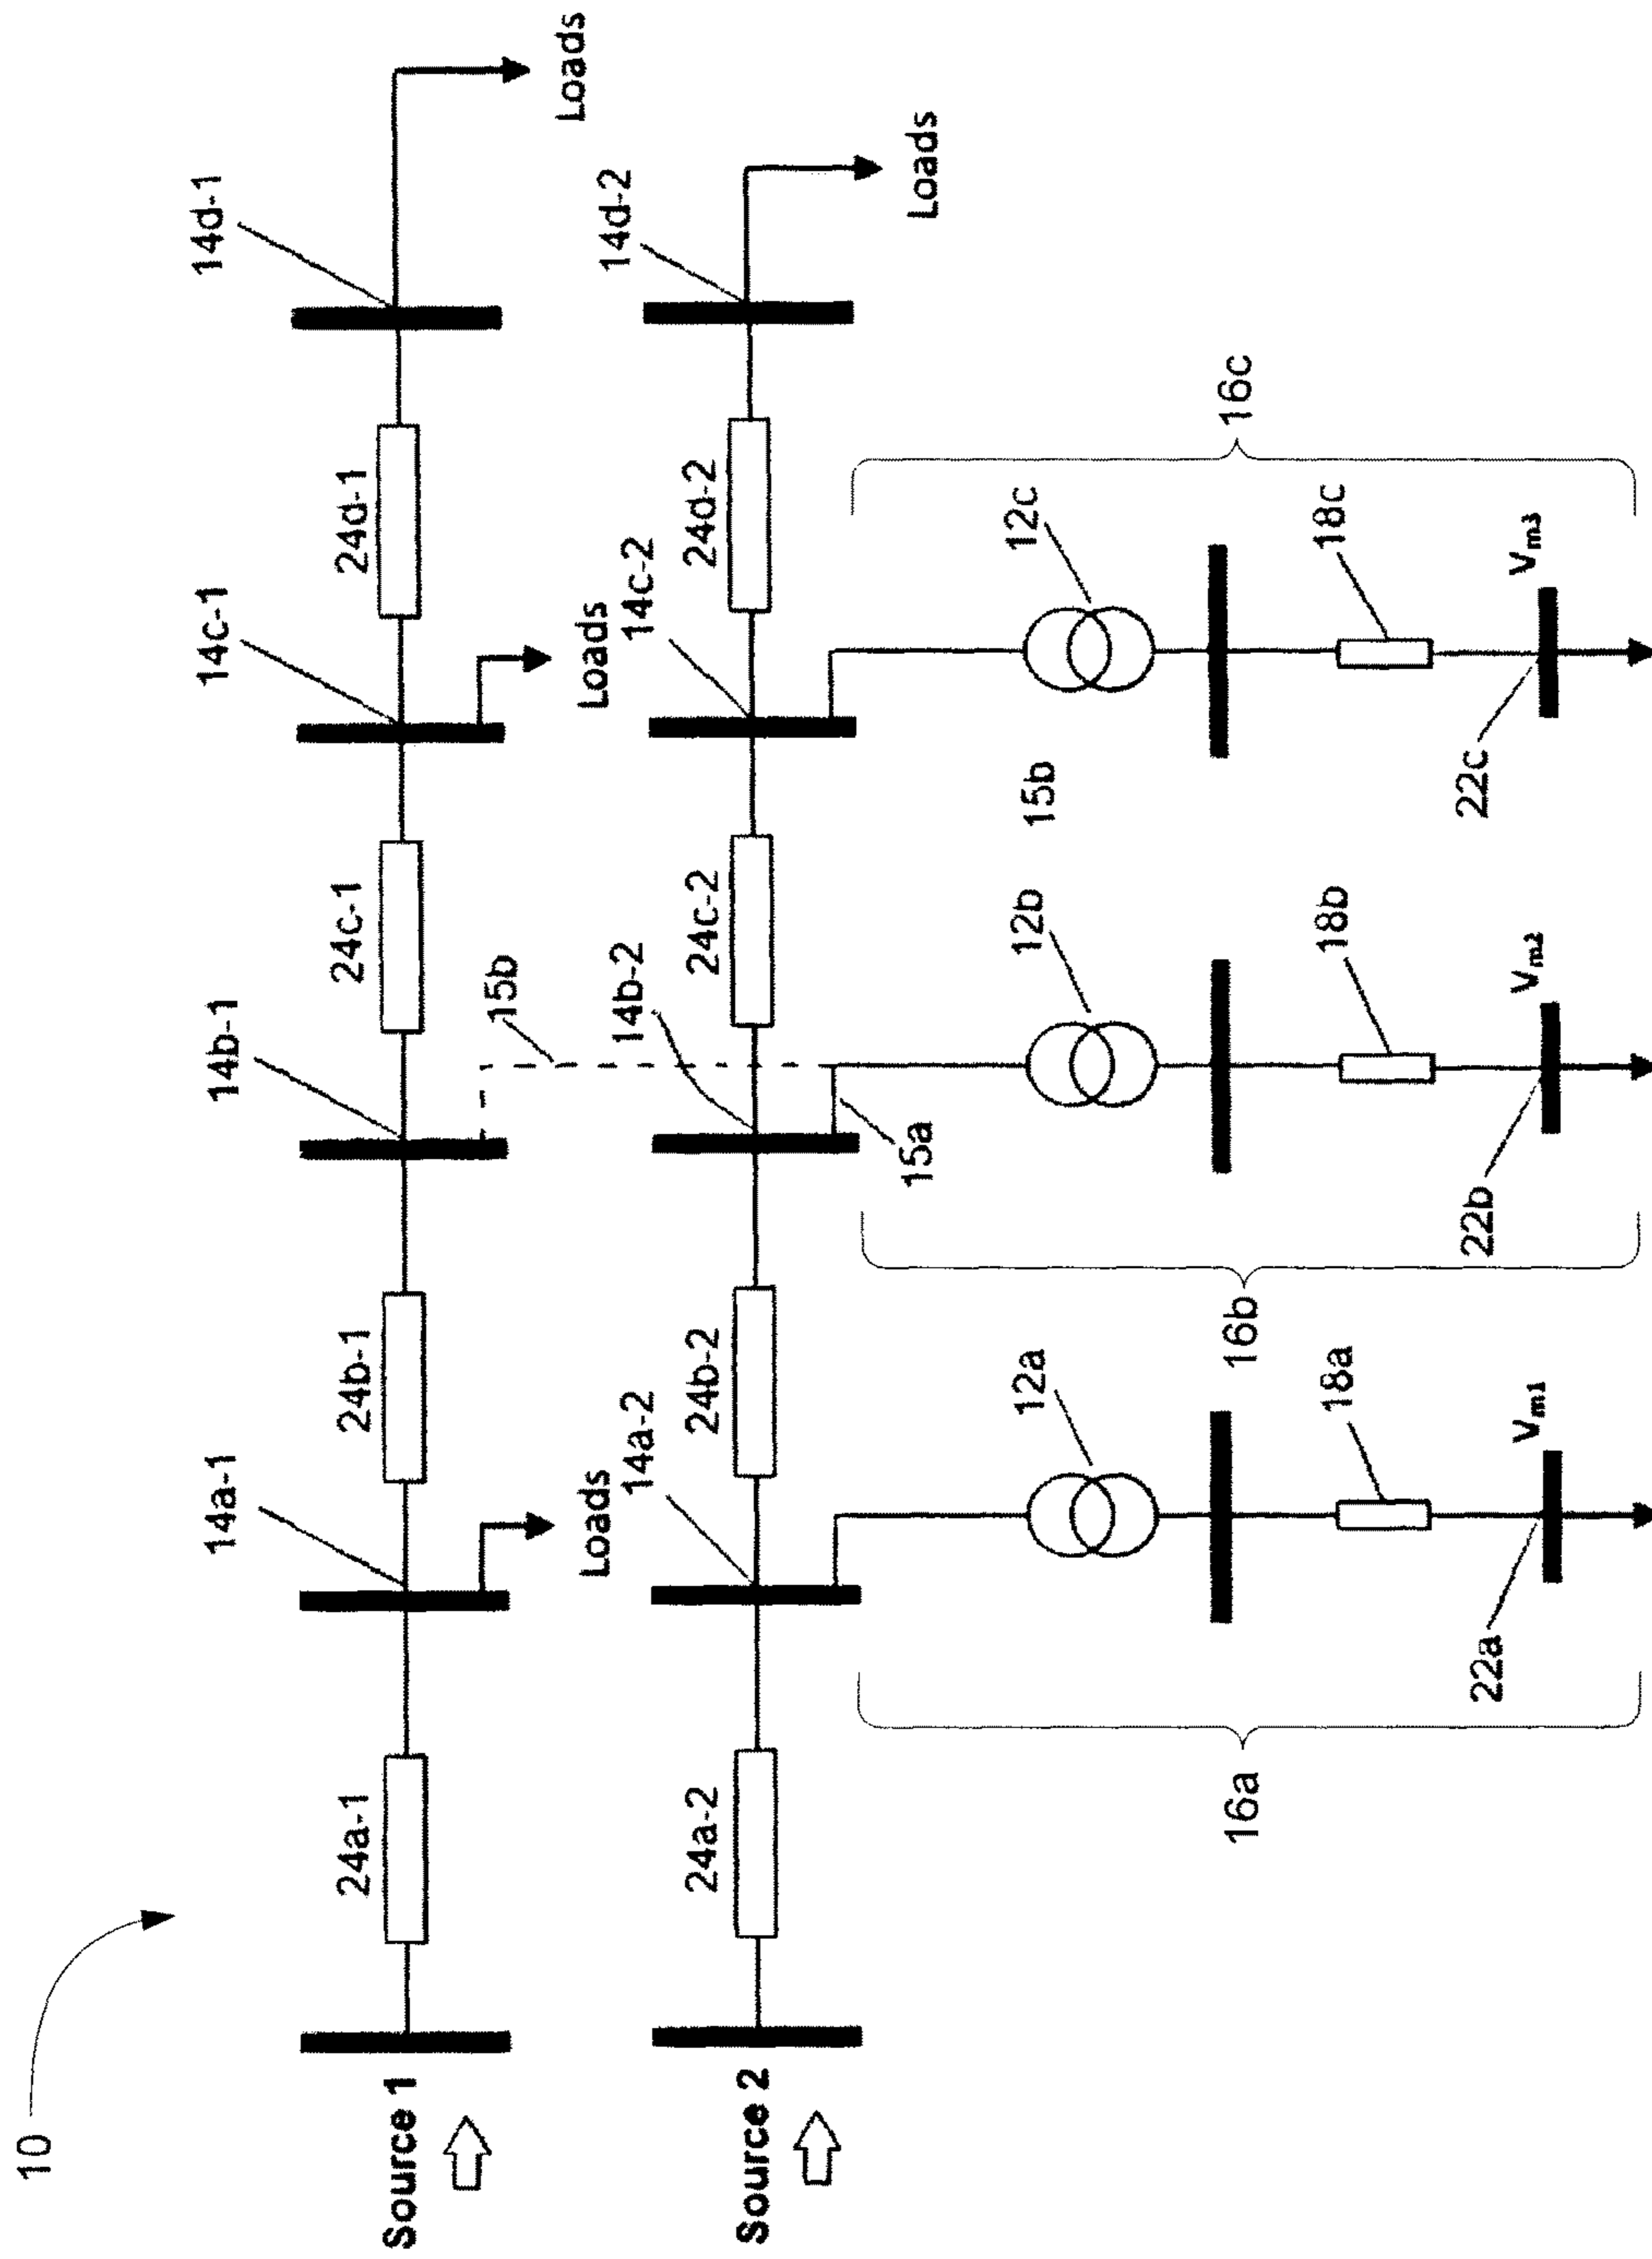 10
14a-1
14b-1
14c-1
14d-1
Source 1
24a-1
24b-1
24c-1
24d-1
Loads
Loads
Loads
15b
14a-2
14b-2
14c-2
14d-2
Source 2
24a-2
24b-2
24c-2
24d-2
Loads
15a
12a
12b
15b
12c
16a
16b
16c
18a
18b
18c
22a
Vm1
22b
Vm2
22c
Vm3